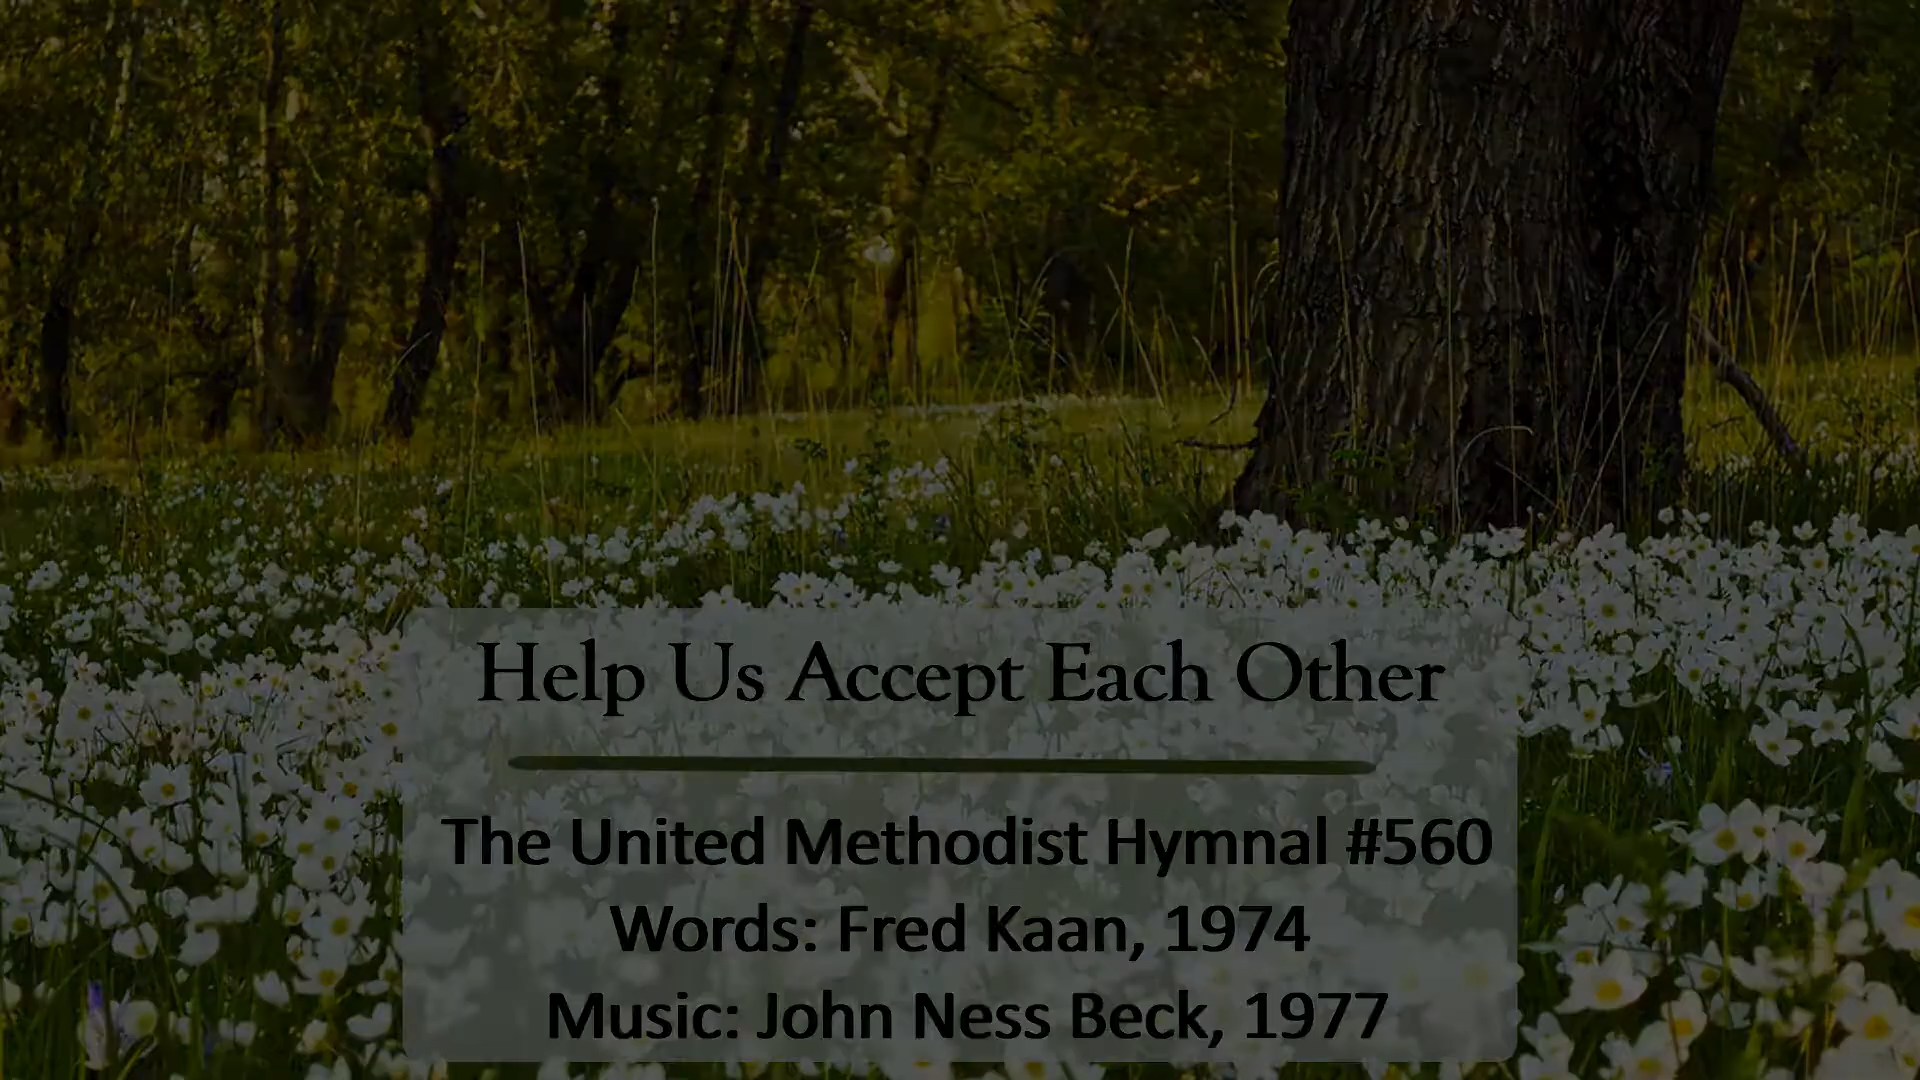 Help Us Accept Each Other
The United Methodist Hymnal #560
Words: Fred Kaan, 1974
Music: John Ness Beck, 1977